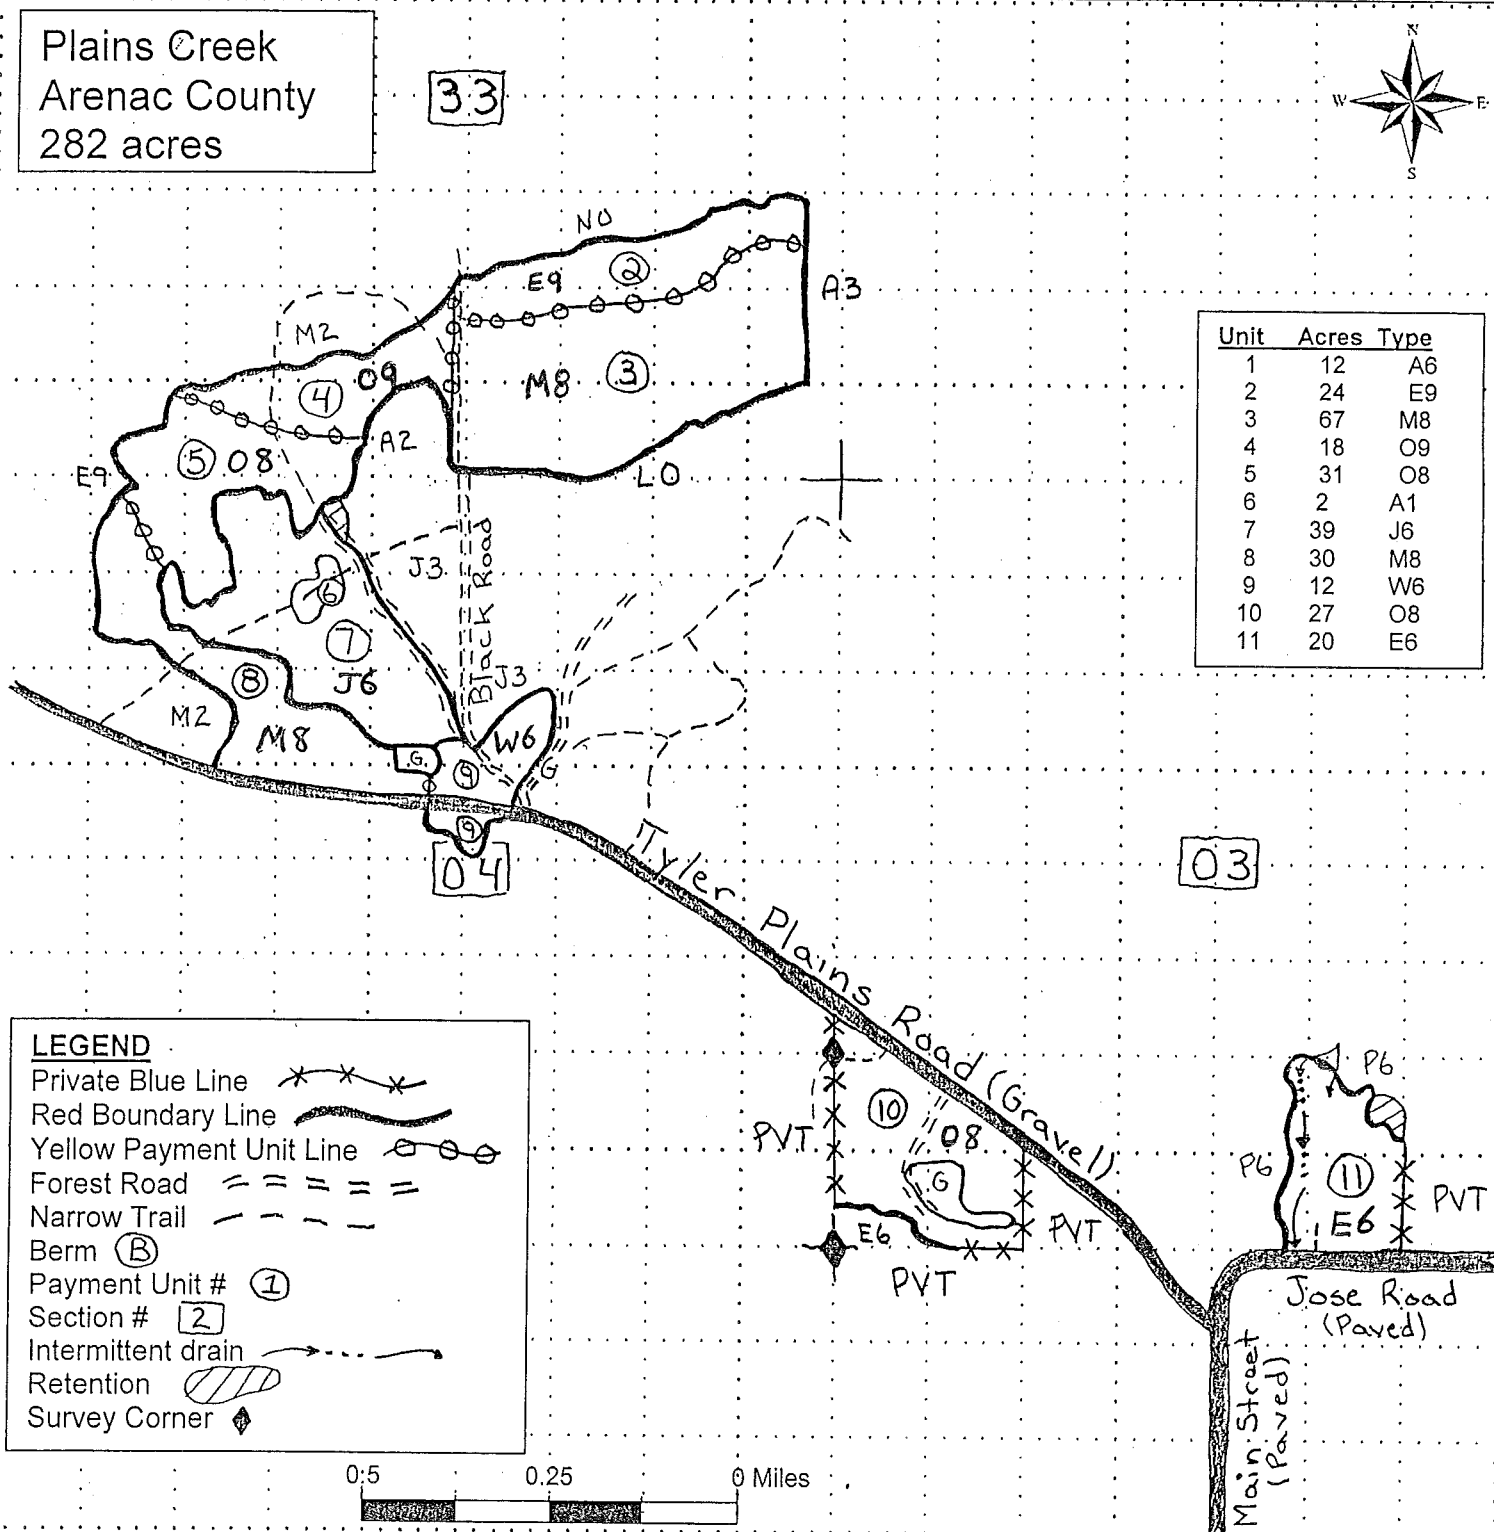 Plains Creek
Arenac County
282 acres
33
N
W E
S
N0
2
E9
A3
M2
3
M8
09
4
A2
5 08
E9
L0
Unit Acres Type
1 12 A6
2 24 E9
3 67 M8
4 18 O9
5 31 O8
6 2 A1
7 39 J6
8 30 M8
9 12 W6
10 27 O8
11 20 E6
Black Road
J3
6
7
J6
J3
8
M2
M8
W6
G
9
G
9
04
03
Tyler Plains Road (Gravel)
10
08
PVT
G
E6
PVT
PVT
P6
P6
11
E6
PVT
Jose Road
(Paved)
Main Street
(Paved)
LEGEND
Private Blue Line
Red Boundary Line
Yellow Payment Unit Line
Forest Road
Narrow Trail
Berm B
Payment Unit # 1
Section # 2
Intermittent drain
Retention
Survey Corner
0.5 0.25 0 Miles